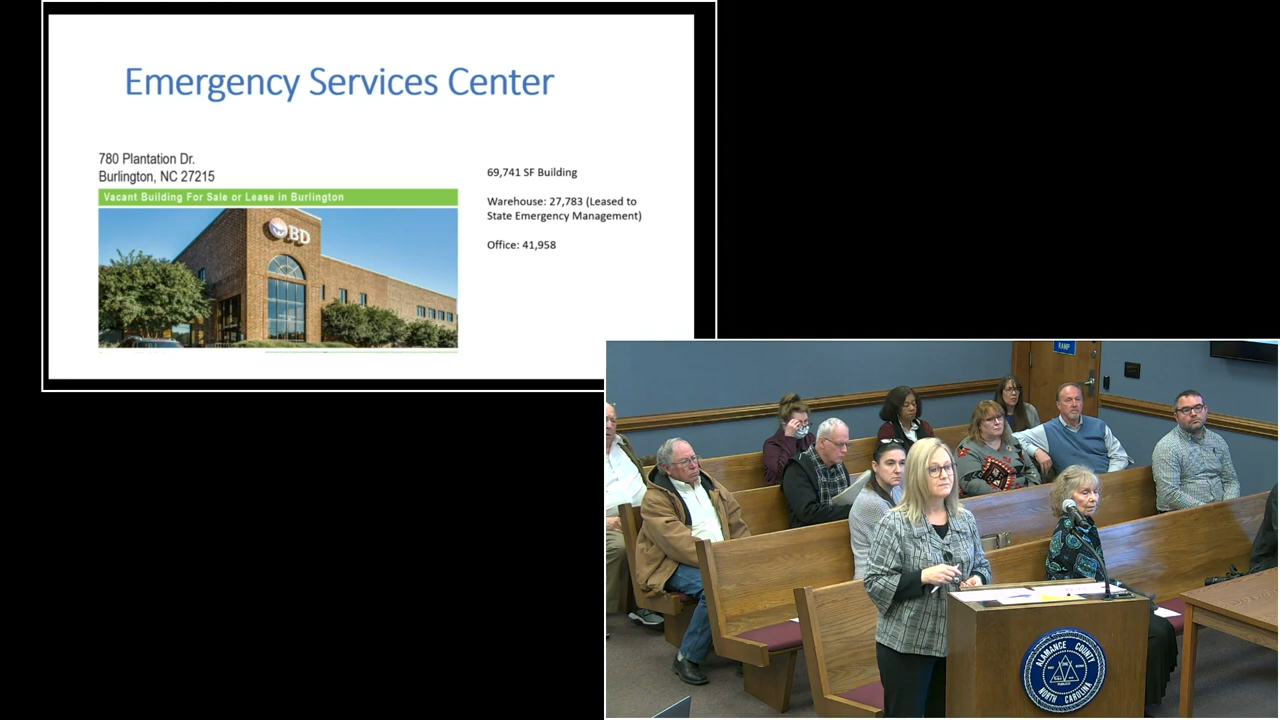 Emergency Services Center
780 Plantation Dr.
Burlington, NC 27215
Vacant Building For Sale or Lease in Burlington
BD
69,741 SF Building
Warehouse: 27,783 (Leased to
State Emergency Management)
Office: 41,958
RAMP
ALAMANCE COUNTY
NORTH CAROLINA